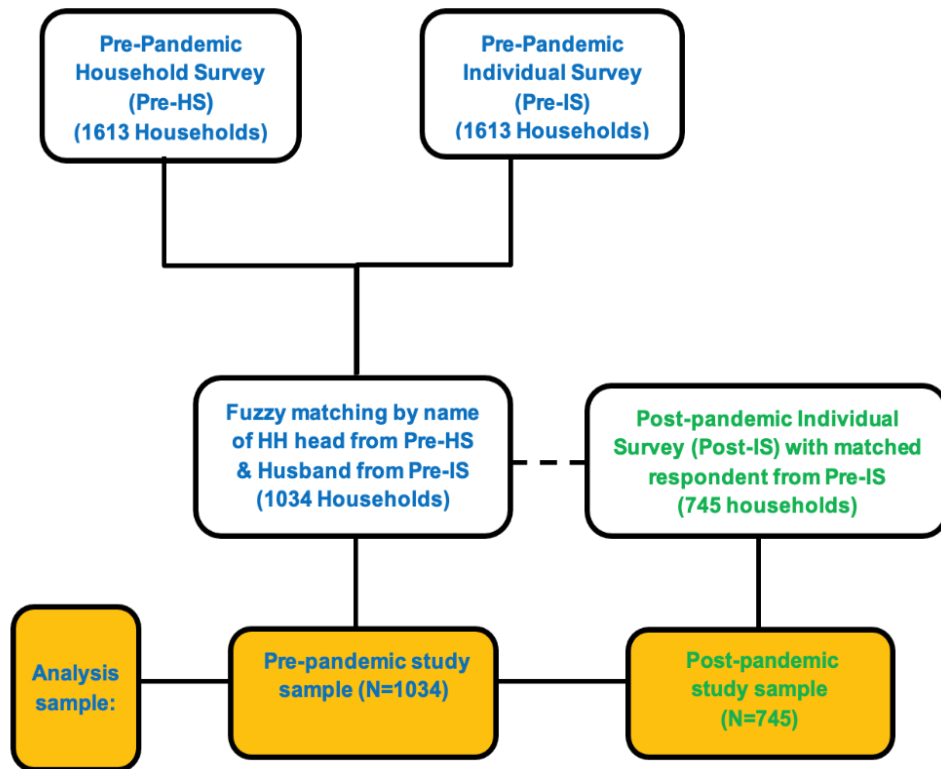 Pre-Pandemic
Household Survey
(Pre-HS)
(1613 Households)
Pre-Pandemic
Individual Survey
(Pre-IS)
(1613 Households)
Fuzzy matching by name
of HH head from Pre-HS
& Husband from Pre-IS
(1034 Households)
Post-pandemic Individual
Survey (Post-IS) with matched
respondent from Pre-IS
(745 households)
Analysis
sample:
Pre-pandemic study
sample (N=1034)
Post-pandemic
study sample
(N=745)